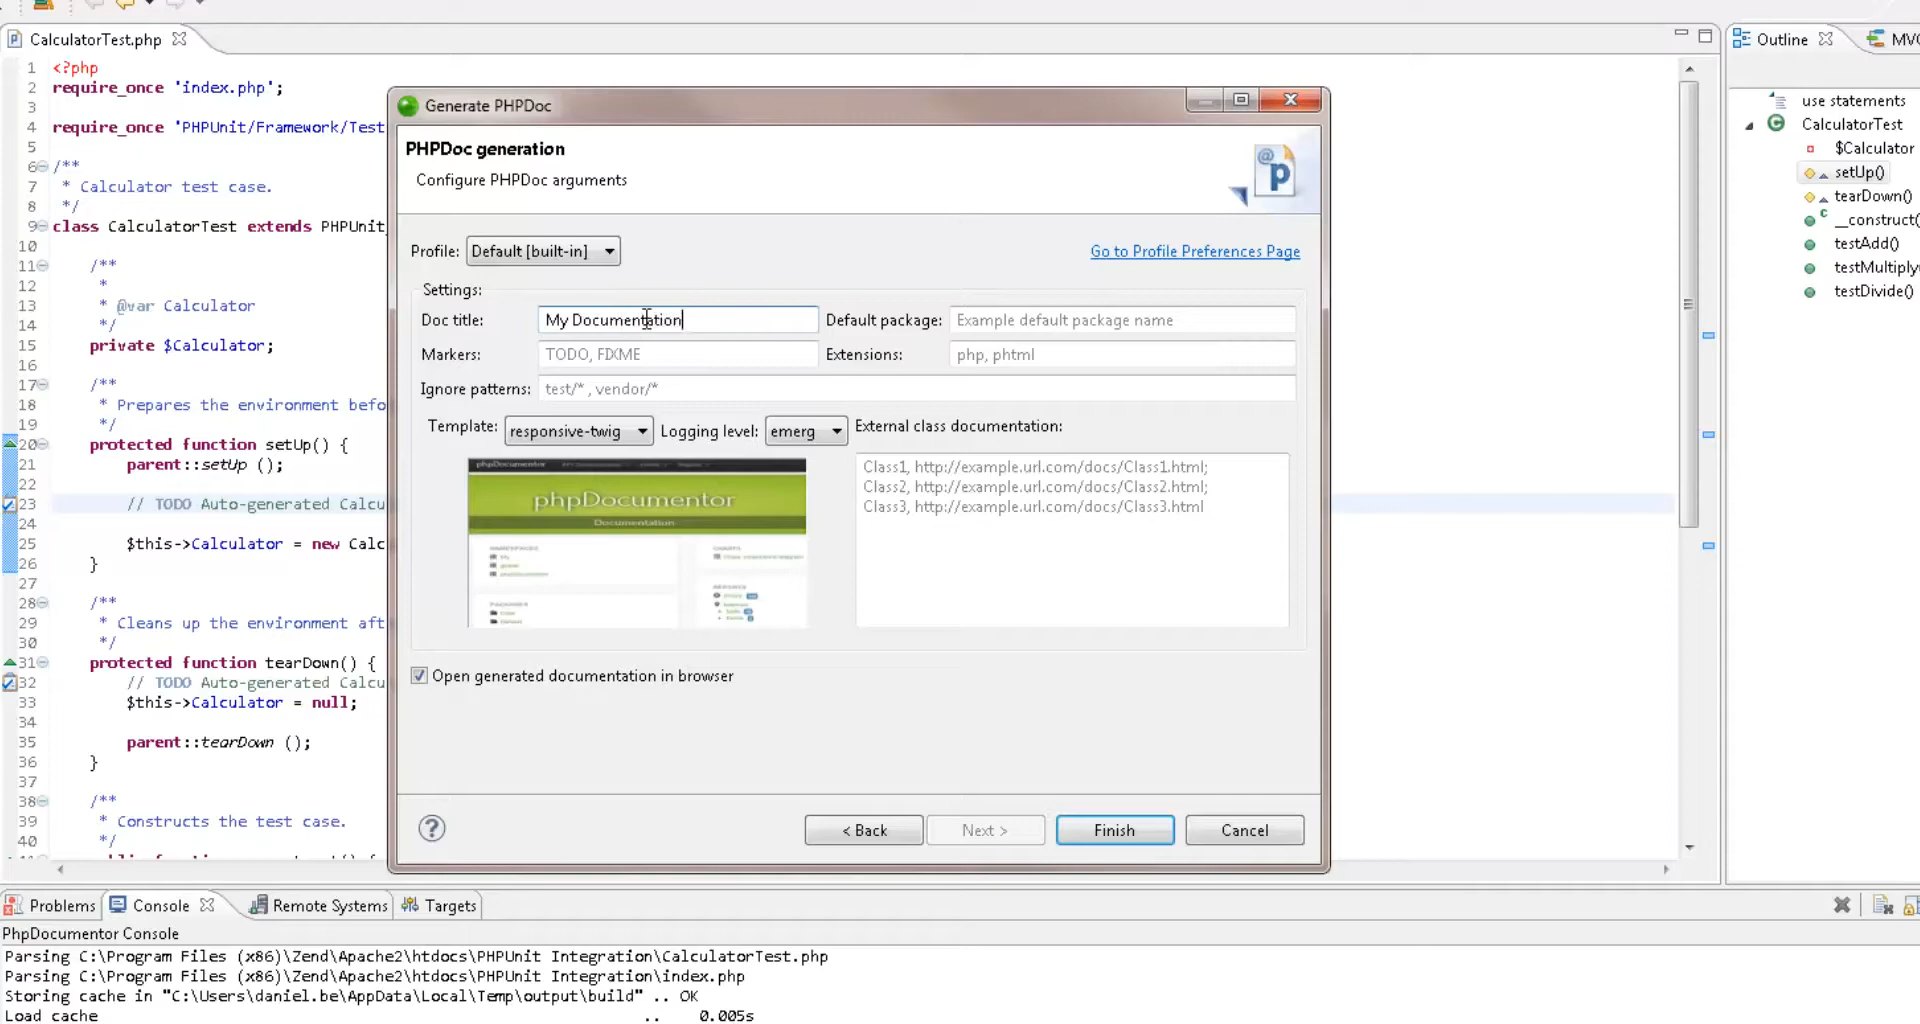 CalculatorTest.php
Outline
MVC
1 <?php
2 require_once 'index.php';
3
4 require_once 'PHPUnit/Framework/Test
5
6 /**
7 * Calculator test case.
8 */
9 class CalculatorTest extends PHPUnit_
10
11 /**
12 *
13 * @var Calculator
14 */
15 private $Calculator;
16
17 /**
18 * Prepares the environment befo
19 */
20 protected function setUp() {
21 parent::setUp ();
22
23 // TODO Auto-generated Calcu
24
25 $this->Calculator = new Calc
26 }
27
28 /**
29 * Cleans up the environment aft
30 */
31 protected function tearDown() {
32 // TODO Auto-generated Calcu
33 $this->Calculator = null;
34
35 parent::tearDown ();
36 }
37
38 /**
39 * Constructs the test case.
40 */
Generate PHPDoc
PHPDoc generation
Configure PHPDoc arguments
Profile: Default [built-in]
Go to Profile Preferences Page
Settings:
Doc title: My Documentation
Default package: Example default package name
Markers: TODO, FIXME
Extensions: php, phtml
Ignore patterns: test/* , vendor/*
Template: responsive-twig
Logging level: emerg
External class documentation:
phpDocumentor
phpDocumentor
Documentation
Class1, http://example.url.com/docs/Class1.html;
Class2, http://example.url.com/docs/Class2.html;
Class3, http://example.url.com/docs/Class3.html
Open generated documentation in browser
< Back
Next >
Finish
Cancel
use statements
CalculatorTest
$Calculator
setUp()
tearDown()
__construct(
testAdd()
testMultiply
testDivide()
Problems
Console
Remote Systems
Targets
PhpDocumentor Console
Parsing C:\Program Files (x86)\Zend\Apache2\htdocs\PHPUnit Integration\CalculatorTest.php
Parsing C:\Program Files (x86)\Zend\Apache2\htdocs\PHPUnit Integration\index.php
Storing cache in "C:\Users\daniel.be\AppData\Local\Temp\output\build" .. OK
Load cache .. 0.005s